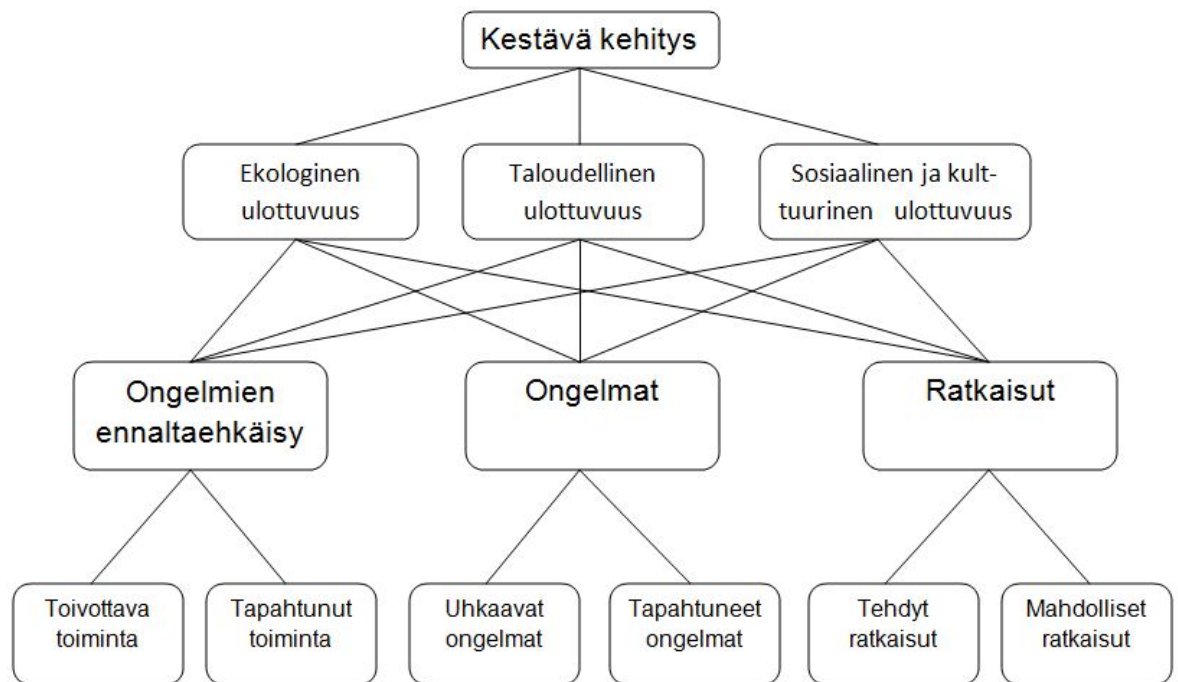 Kestävä kehitys
Ekologinen
ulottuvuus
Taloudellinen
ulottuvuus
Sosiaalinen ja kult-
tuurinen ulottuvuus
Ongelmien
ennaltaehkäisy
Ongelmat
Ratkaisut
Toivottava
toiminta
Tapahtunut
toiminta
Uhkaavat
ongelmat
Tapahtuneet
ongelmat
Tehdyt
ratkaisut
Mahdolliset
ratkaisut